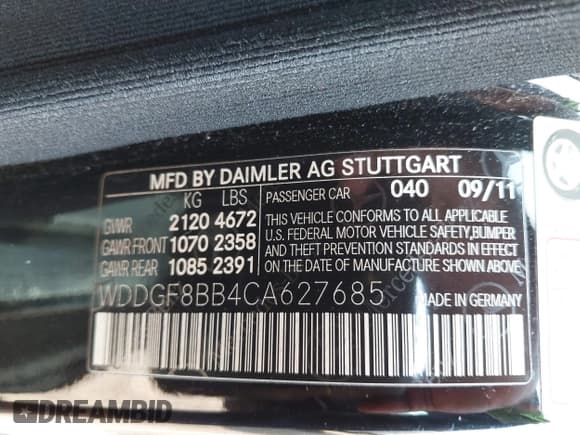 MFD BY DAIMLER AG STUTTGART
KG LBS PASSENGER CAR 040 09/11
GVWR 2120 4672 THIS VEHICLE CONFORMS TO ALL APPLICABLE
U.S. FEDERAL MOTOR VEHICLE SAFETY,BUMPER
GAWR FRONT 1070 2358 AND THEFT PREVENTION STANDARDS IN EFFECT
GAWR REAR 1085 2391 ON THE DATE OF MANUFACTURE SHOWN ABOVE.
WDDGF8BB4CA627685 MADE IN GERMANY
DREAMBID